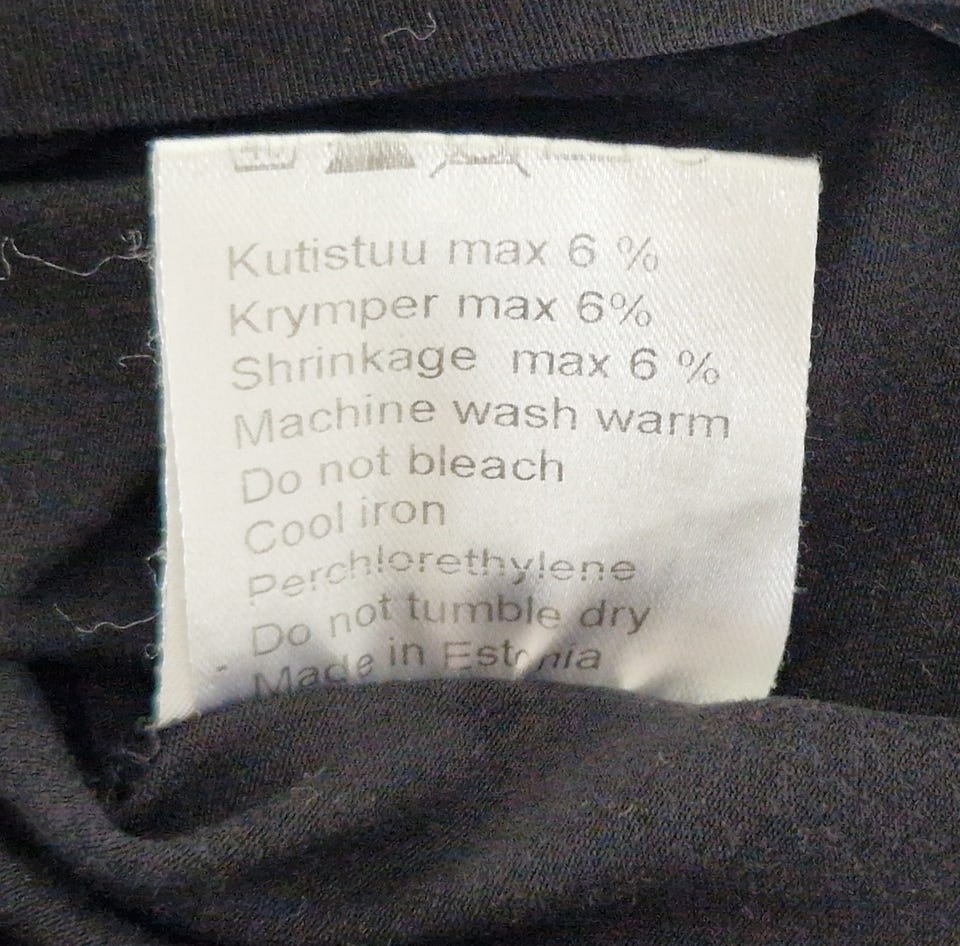 Kutistuu max 6 %
Krymper max 6%
Shrinkage max 6 %
Machine wash warm
Do not bleach
Cool iron
Perchlorethylene
Do not tumble dry
Made in Estonia